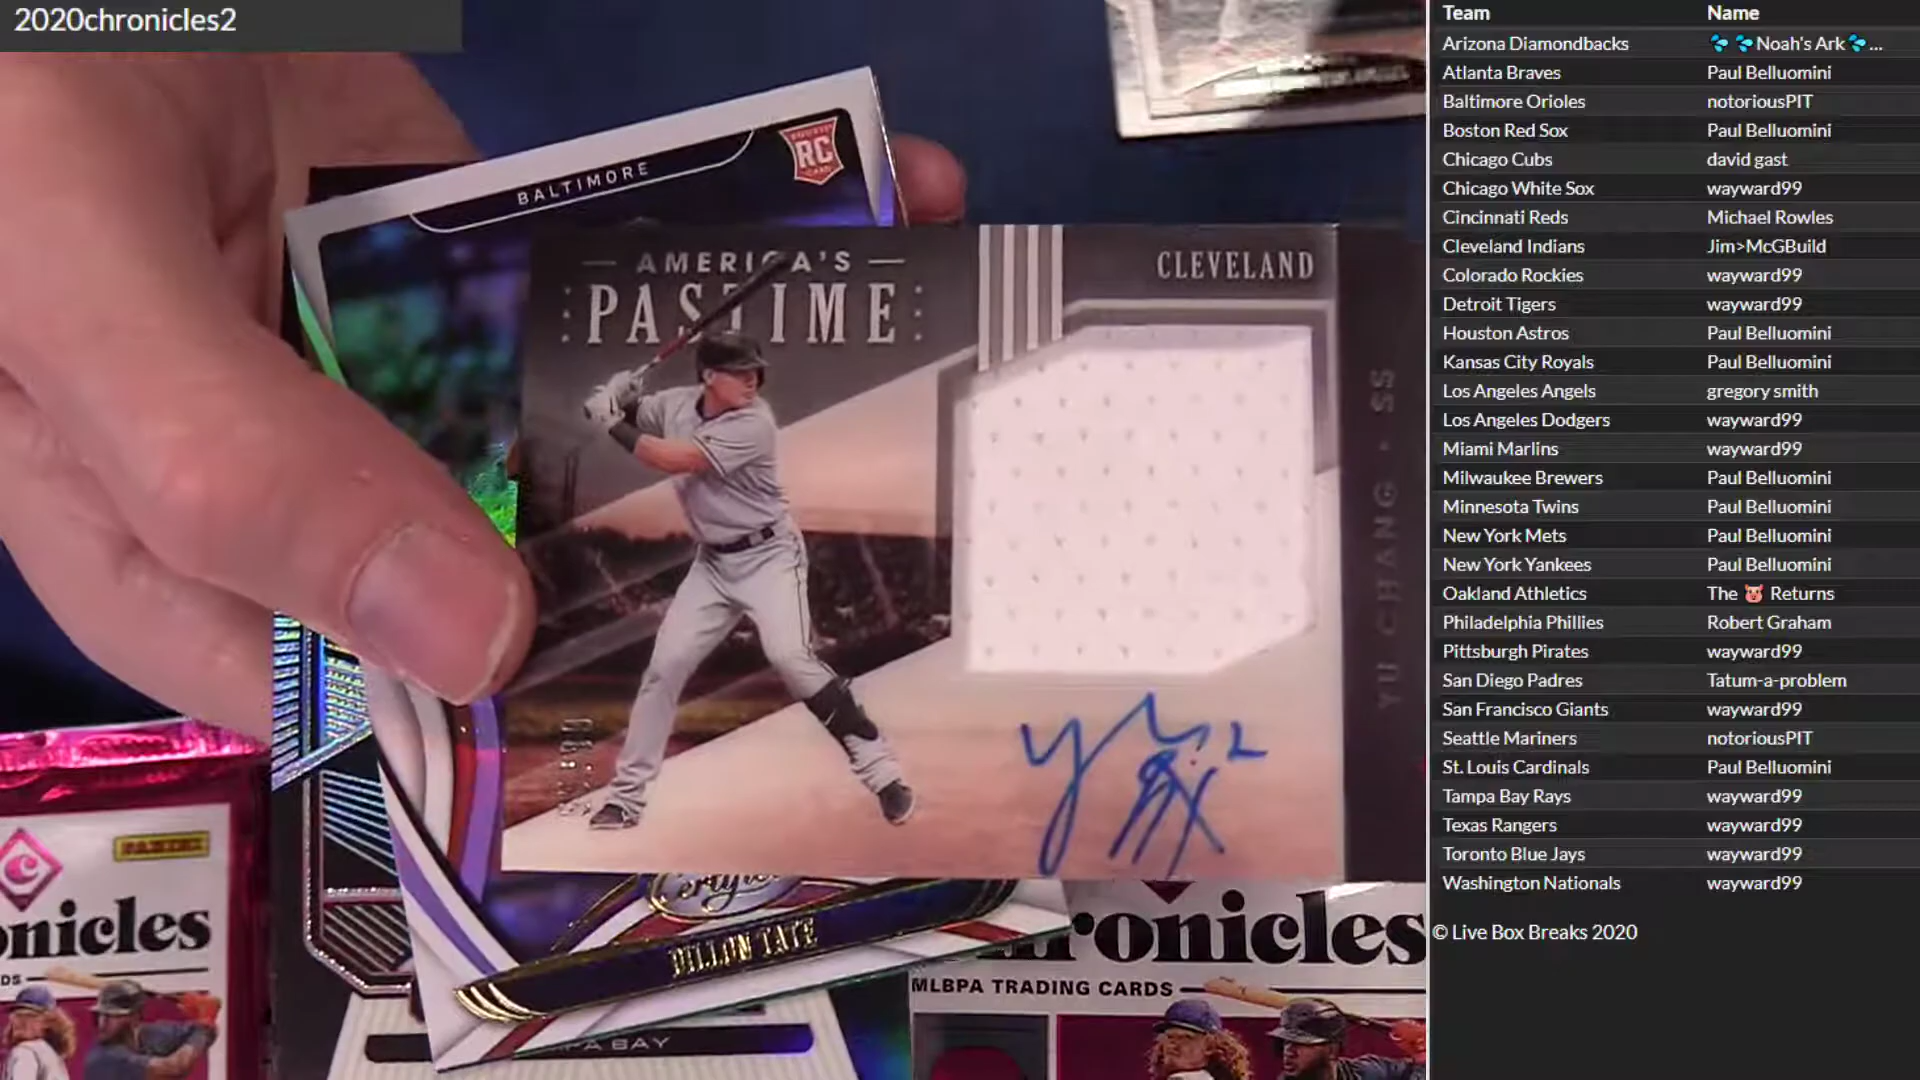 2020chronicles2
BALTIMORE
ROOKIE
RC
CARD
AMERICA'S
PASTIME
CLEVELAND
YU CHANG · SS
Certified
DILLON TATE
PANINI
onicles
DS
ronicles
MLBPA TRADING CARDS
PA BAY
Team Name
Arizona Diamondbacks 💦 💦Noah's Ark💦...
Atlanta Braves Paul Belluomini
Baltimore Orioles notoriousPIT
Boston Red Sox Paul Belluomini
Chicago Cubs david gast
Chicago White Sox wayward99
Cincinnati Reds Michael Rowles
Cleveland Indians Jim>McGBuild
Colorado Rockies wayward99
Detroit Tigers wayward99
Houston Astros Paul Belluomini
Kansas City Royals Paul Belluomini
Los Angeles Angels gregory smith
Los Angeles Dodgers wayward99
Miami Marlins wayward99
Milwaukee Brewers Paul Belluomini
Minnesota Twins Paul Belluomini
New York Mets Paul Belluomini
New York Yankees Paul Belluomini
Oakland Athletics The 🐷 Returns
Philadelphia Phillies Robert Graham
Pittsburgh Pirates wayward99
San Diego Padres Tatum-a-problem
San Francisco Giants wayward99
Seattle Mariners notoriousPIT
St. Louis Cardinals Paul Belluomini
Tampa Bay Rays wayward99
Texas Rangers wayward99
Toronto Blue Jays wayward99
Washington Nationals wayward99
© Live Box Breaks 2020